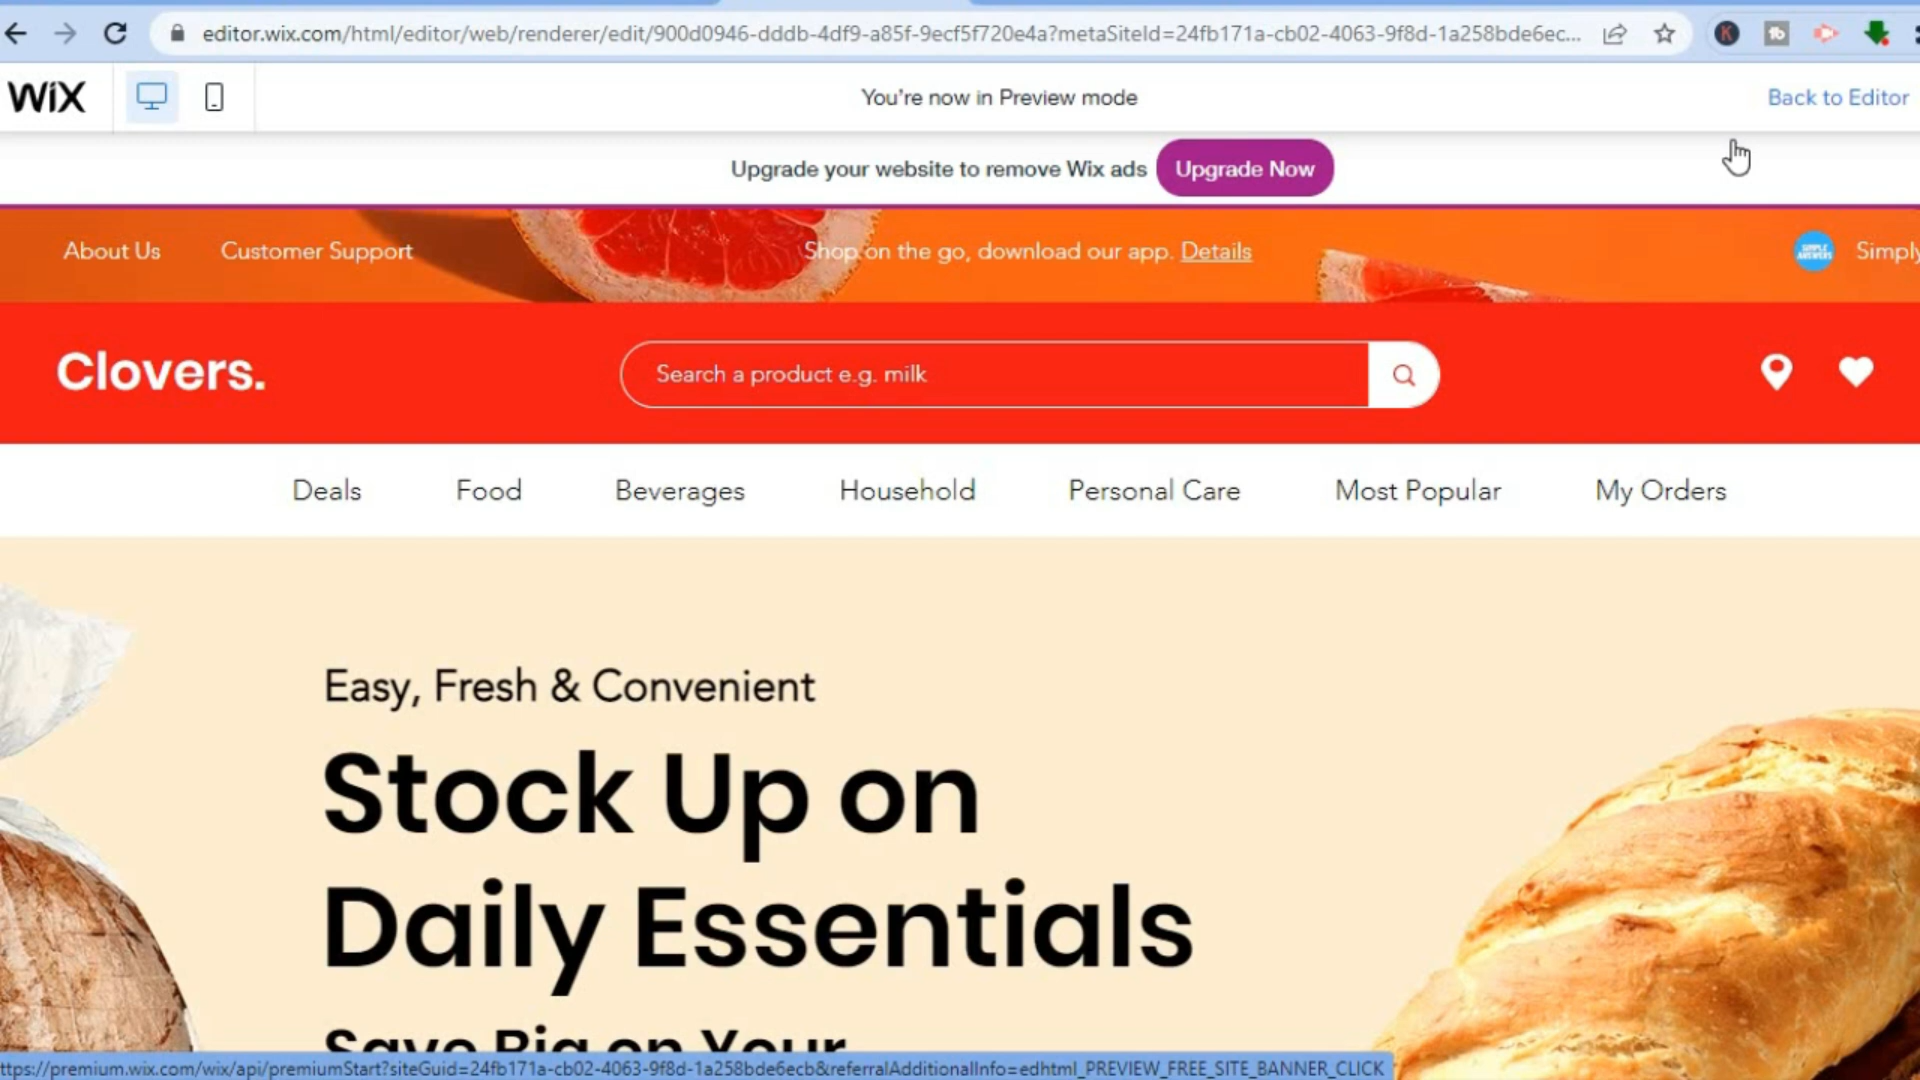 editor.wix.com/html/editor/web/renderer/edit/900d0946-dddb-4df9-a85f-9ecf5f720e4a?metaSiteId=24fb171a-cb02-4063-9f8d-1a258bde6ec...
WiX
You're now in Preview mode
Back to Editor
Upgrade your website to remove Wix ads
Upgrade Now
About Us
Customer Support
Shop on the go, download our app. Details
SIMPLE ANSWERS
Simply
Clovers.
Search a product e.g. milk
Deals
Food
Beverages
Household
Personal Care
Most Popular
My Orders
Easy, Fresh & Convenient
Stock Up on
Daily Essentials
Save Big on Your
ttps://premium.wix.com/wix/api/premiumStart?siteGuid=24fb171a-cb02-4063-9f8d-1a258bde6ecb&referralAdditionalInfo=edhtml_PREVIEW_FREE_SITE_BANNER_CLICK